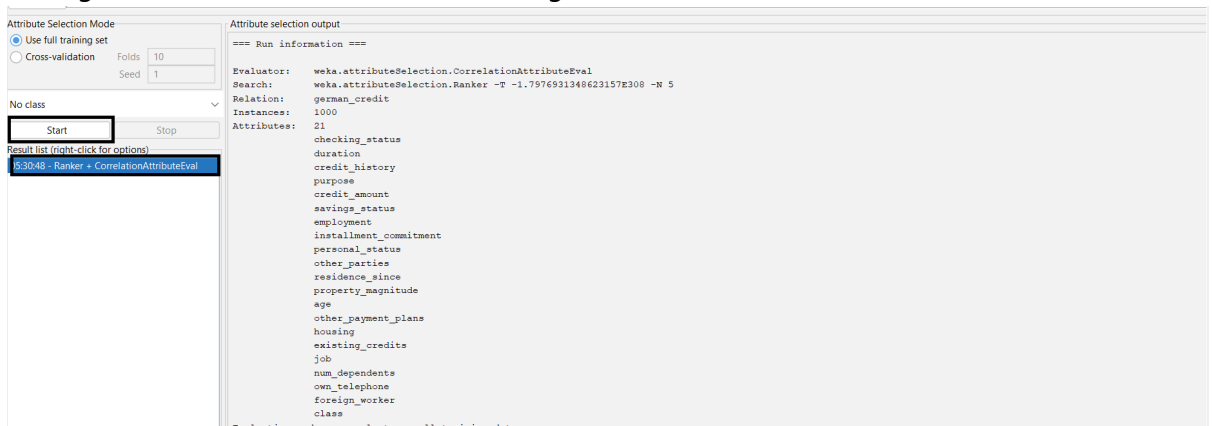 Attribute Selection Mode
Use full training set
Cross-validation Folds 10
Seed 1
No class
Start Stop
Result list (right-click for options)
05:30:48 - Ranker + CorrelationAttributeEval
Attribute selection output
=== Run information ===
Evaluator: weka.attributeSelection.CorrelationAttributeEval
Search: weka.attributeSelection.Ranker -T -1.7976931348623157E308 -N 5
Relation: german_credit
Instances: 1000
Attributes: 21
checking_status
duration
credit_history
purpose
credit_amount
savings_status
employment
installment_commitment
personal_status
other_parties
residence_since
property_magnitude
age
other_payment_plans
housing
existing_credits
job
num_dependents
own_telephone
foreign_worker
class